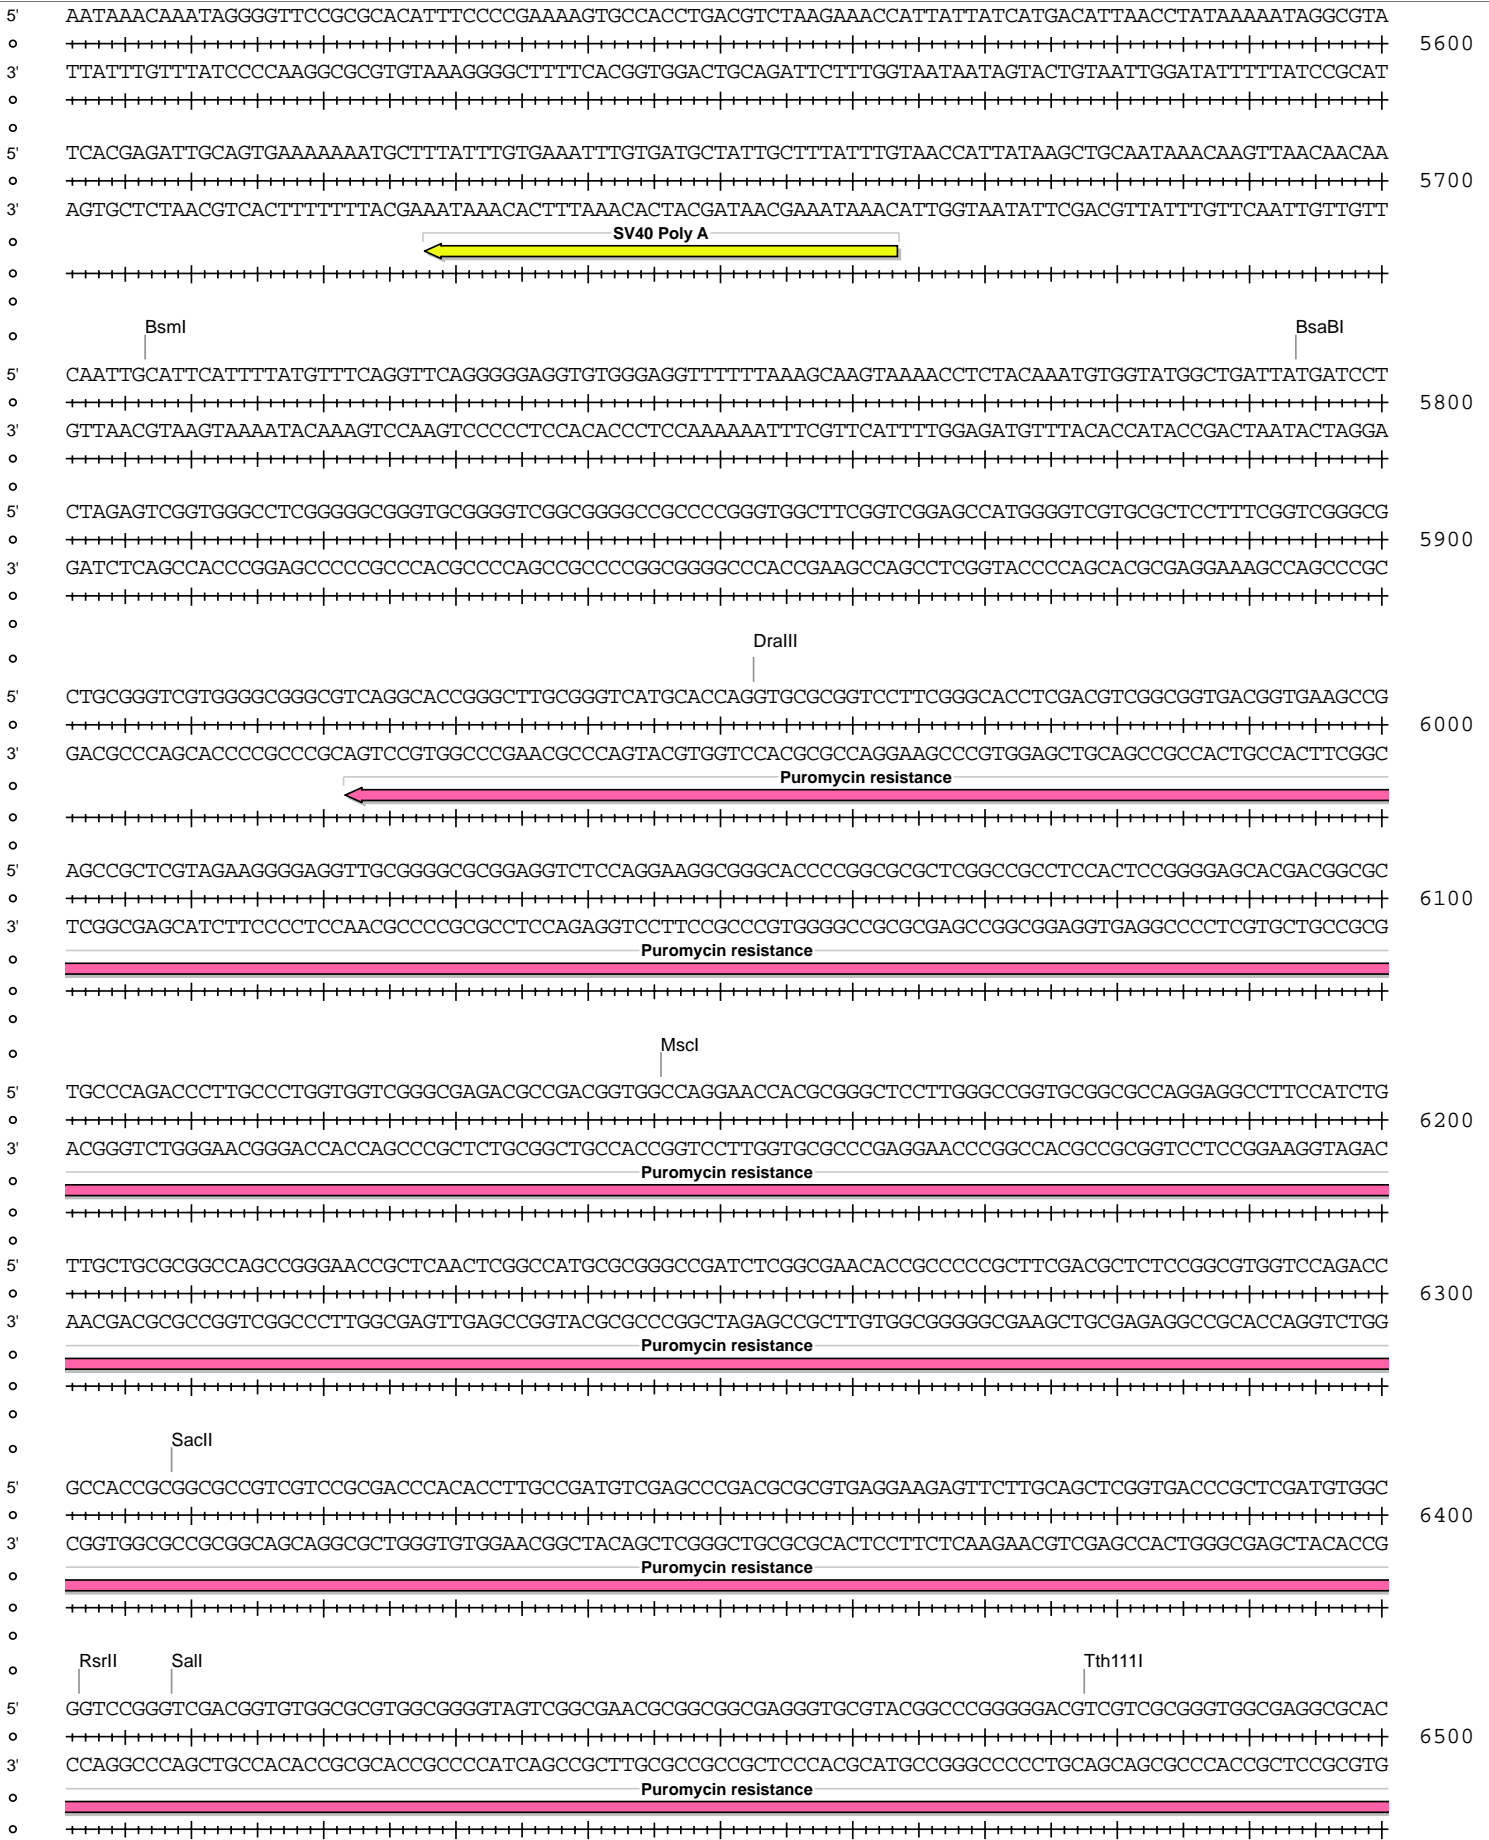 5' AATAAACAAATAGGGGTTCCGCGCACATTTCCCCGAAAAGTGCCACCTGACGTCTAAGAAACCATTATTATCATGACATTAACCTATAAAAATAGGCGTA
5600
3' TTATTTGTTTATCCCCAAGGCGCGTGTAAAGGGGCTTTTCACGGTGGACTGCAGATTCTTTGGTAATAATAGTACTGTAATTGGATATTTTTATCCGCAT
5' TCACGAGATTGCAGTGAAAAAAATGCTTTATTTGTGAAATTTGTGATGCTATTGCTTTATTTGTAACCATTATAAGCTGCAATAAACAAGTTAACAACAA
5700
3' AGTGCTCTAACGTCACTTTTTTTACGAAATAAACACTTTAAACACTACGATAACGAAATAAACATTGGTAATATTCGACGTTATTTGTTCAATTGTTGTT
SV40 Poly A
BsmI BsaBI
5' CAATTGCATTCATTTTATGTTTCAGGTTCAGGGGGAGGTGTGGGAGGTTTTTTAAAGCAAGTAAAACCTCTACAAATGTGGTATGGCTGATTATGATCCT
5800
3' GTTAACGTAAGTAAAATACAAAGTCCAAGTCCCCCTCCACACCCTCCAAAAAATTTCGTTCATTTTGGAGATGTTTACACCATACCGACTAATACTAGGA
5' CTAGAGTCGGTGGGCCTCGGGGGCGGGTGCGGGGTCGGCGGGGCCGCCCCGGGTGGCTTCGGTCGGAGCCATGGGGTCGTGCGCTCCTTTCGGTCGGGCG
5900
3' GATCTCAGCCACCCGGAGCCCCCGCCCACGCCCCAGCCGCCCCGGCGGGGCCCACCGAAGCCAGCCTCGGTACCCCAGCACGCGAGGAAAGCCAGCCCGC
DraIII
5' CTGCGGGTCGTGGGGCGGGCGTCAGGCACCGGGCTTGCGGGTCATGCACCAGGTGCGCGGTCCTTCGGGCACCTCGACGTCGGCGGTGACGGTGAAGCCG
6000
3' GACGCCCAGCACCCCGCCCGCAGTCCGTGGCCCGAACGCCCAGTACGTGGTCCACGCGCCAGGAAGCCCGTGGAGCTGCAGCCGCCACTGCCACTTCGGC
Puromycin resistance
5' AGCCGCTCGTAGAAGGGGAGGTTGCGGGGCGCGGAGGTCTCCAGGAAGGCGGGCACCCCGGCGCGCTCGGCCGCCTCCACTCCGGGGAGCACGACGGCGC
6100
3' TCGGCGAGCATCTTCCCCTCCAACGCCCCGCGCCTCCAGAGGTCCTTCCGCCCGTGGGGCCGCGCGAGCCGGCGGAGGTGAGGCCCCTCGTGCTGCCGCG
Puromycin resistance
MscI
5' TGCCCAGACCCTTGCCCTGGTGGTCGGGCGAGACGCCGACGGTGGCCAGGAACCACGCGGGCTCCTTGGGCCGGTGCGGCGCCAGGAGGCCTTCCATCTG
6200
3' ACGGGTCTGGGAACGGGACCACCAGCCCGCTCTGCGGCTGCCACCGGTCCTTGGTGCGCCCGAGGAACCCGGCCACGCCGCGGTCCTCCGGAAGGTAGAC
Puromycin resistance
5' TTGCTGCGCGGCCAGCCGGGAACCGCTCAACTCGGCCATGCGCGGGCCGATCTCGGCGAACACCGCCCCCGCTTCGACGCTCTCCGGCGTGGTCCAGACC
6300
3' AACGACGCGCCGGTCGGCCCTTGGCGAGTTGAGCCGGTACGCGCCCGGCTAGAGCCGCTTGTGGCGGGGGCGAAGCTGCGAGAGGCCGCACCAGGTCTGG
Puromycin resistance
SacII
5' GCCACCGCGGCGCCGTCGTCCGCGACCCACACCTTGCCGATGTCGAGCCCGACGCGCGTGAGGAAGAGTTCTTGCAGCTCGGTGACCCGCTCGATGTGGC
6400
3' CGGTGGCGCCGCGGCAGCAGGCGCTGGGTGTGGAACGGCTACAGCTCGGGCTGCGCGCACTCCTTCTCAAGAACGTCGAGCCACTGGGCGAGCTACACCG
Puromycin resistance
RsrII SalI Tth111I
5' GGTCCGGGTCGACGGTGTGGCGCGTGGCGGGGTAGTCGGCGAACGCGGCGGCGAGGGTGCGTACGGCCCGGGGGACGTCGTCGCGGGTGGCGAGGCGCAC
6500
3' CCAGGCCCAGCTGCCACACCGCGCACCGCCCCATCAGCCGCTTGCGCCGCCGCTCCCACGCATGCCGGGCCCCCTGCAGCAGCGCCCACCGCTCCGCGTG
Puromycin resistance